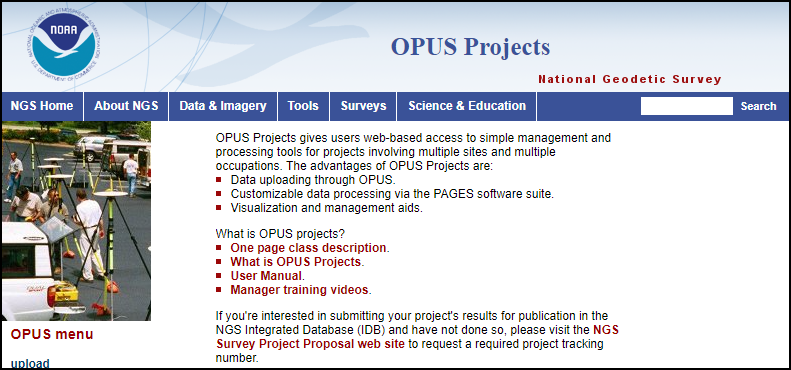 NOAA
OPUS Projects
National Geodetic Survey
NGS Home
About NGS
Data & Imagery
Tools
Surveys
Science & Education
Search
OPUS Projects gives users web-based access to simple management and
processing tools for projects involving multiple sites and multiple
occupations. The advantages of OPUS Projects are:
Data uploading through OPUS.
Customizable data processing via the PAGES software suite.
Visualization and management aids.
What is OPUS projects?
One page class description.
What is OPUS Projects.
User Manual.
Manager training videos.
If you're interested in submitting your project's results for publication in the
NGS Integrated Database (IDB) and have not done so, please visit the NGS
Survey Project Proposal web site to request a required project tracking
number.
OPUS menu
upload